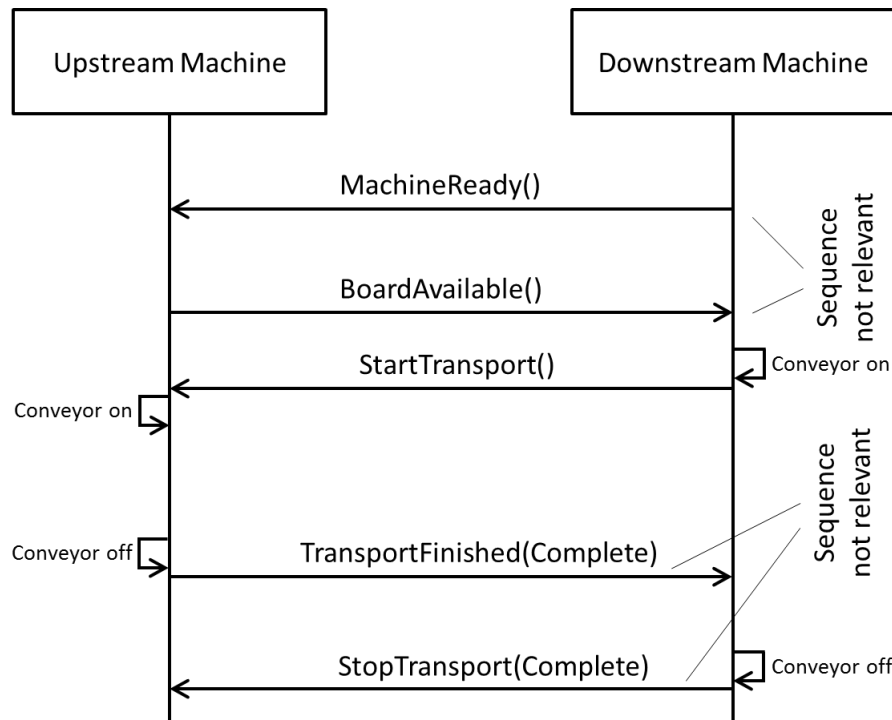 Upstream Machine
Downstream Machine
MachineReady()
Sequence
not relevant
BoardAvailable()
Conveyor on
StartTransport()
Conveyor on
Sequence
not relevant
Conveyor off
TransportFinished(Complete)
StopTransport(Complete)
Conveyor off